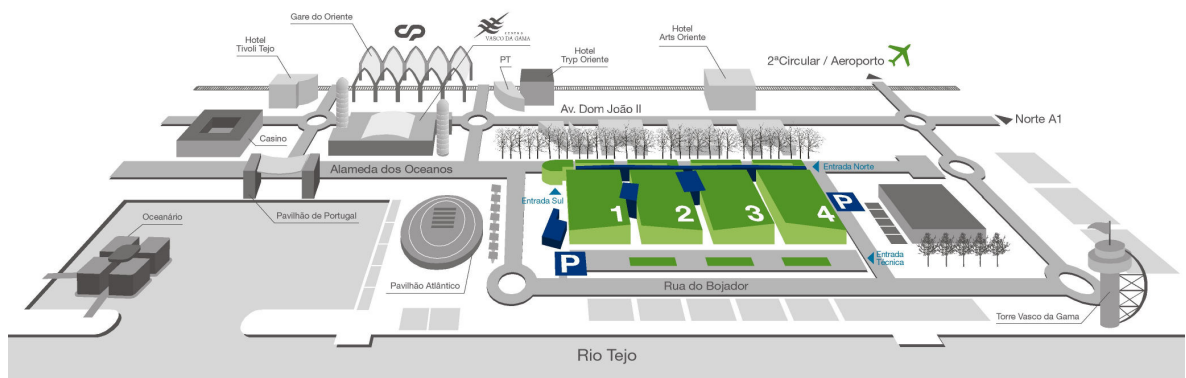 Gare do Oriente
CP
CENTRO
VASCO DA GAMA
Hotel
Tivoli Tejo
PT
Hotel
Tryp Oriente
Hotel
Arts Oriente
2ªCircular / Aeroporto
Av. Dom João II
Norte A1
Casino
Alameda dos Oceanos
Entrada Norte
Entrada Sul
1
2
3
4
P
Oceanário
Pavilhão de Portugal
Entrada
Técnica
P
Pavilhão Atlântico
Rua do Bojador
Torre Vasco da Gama
Rio Tejo